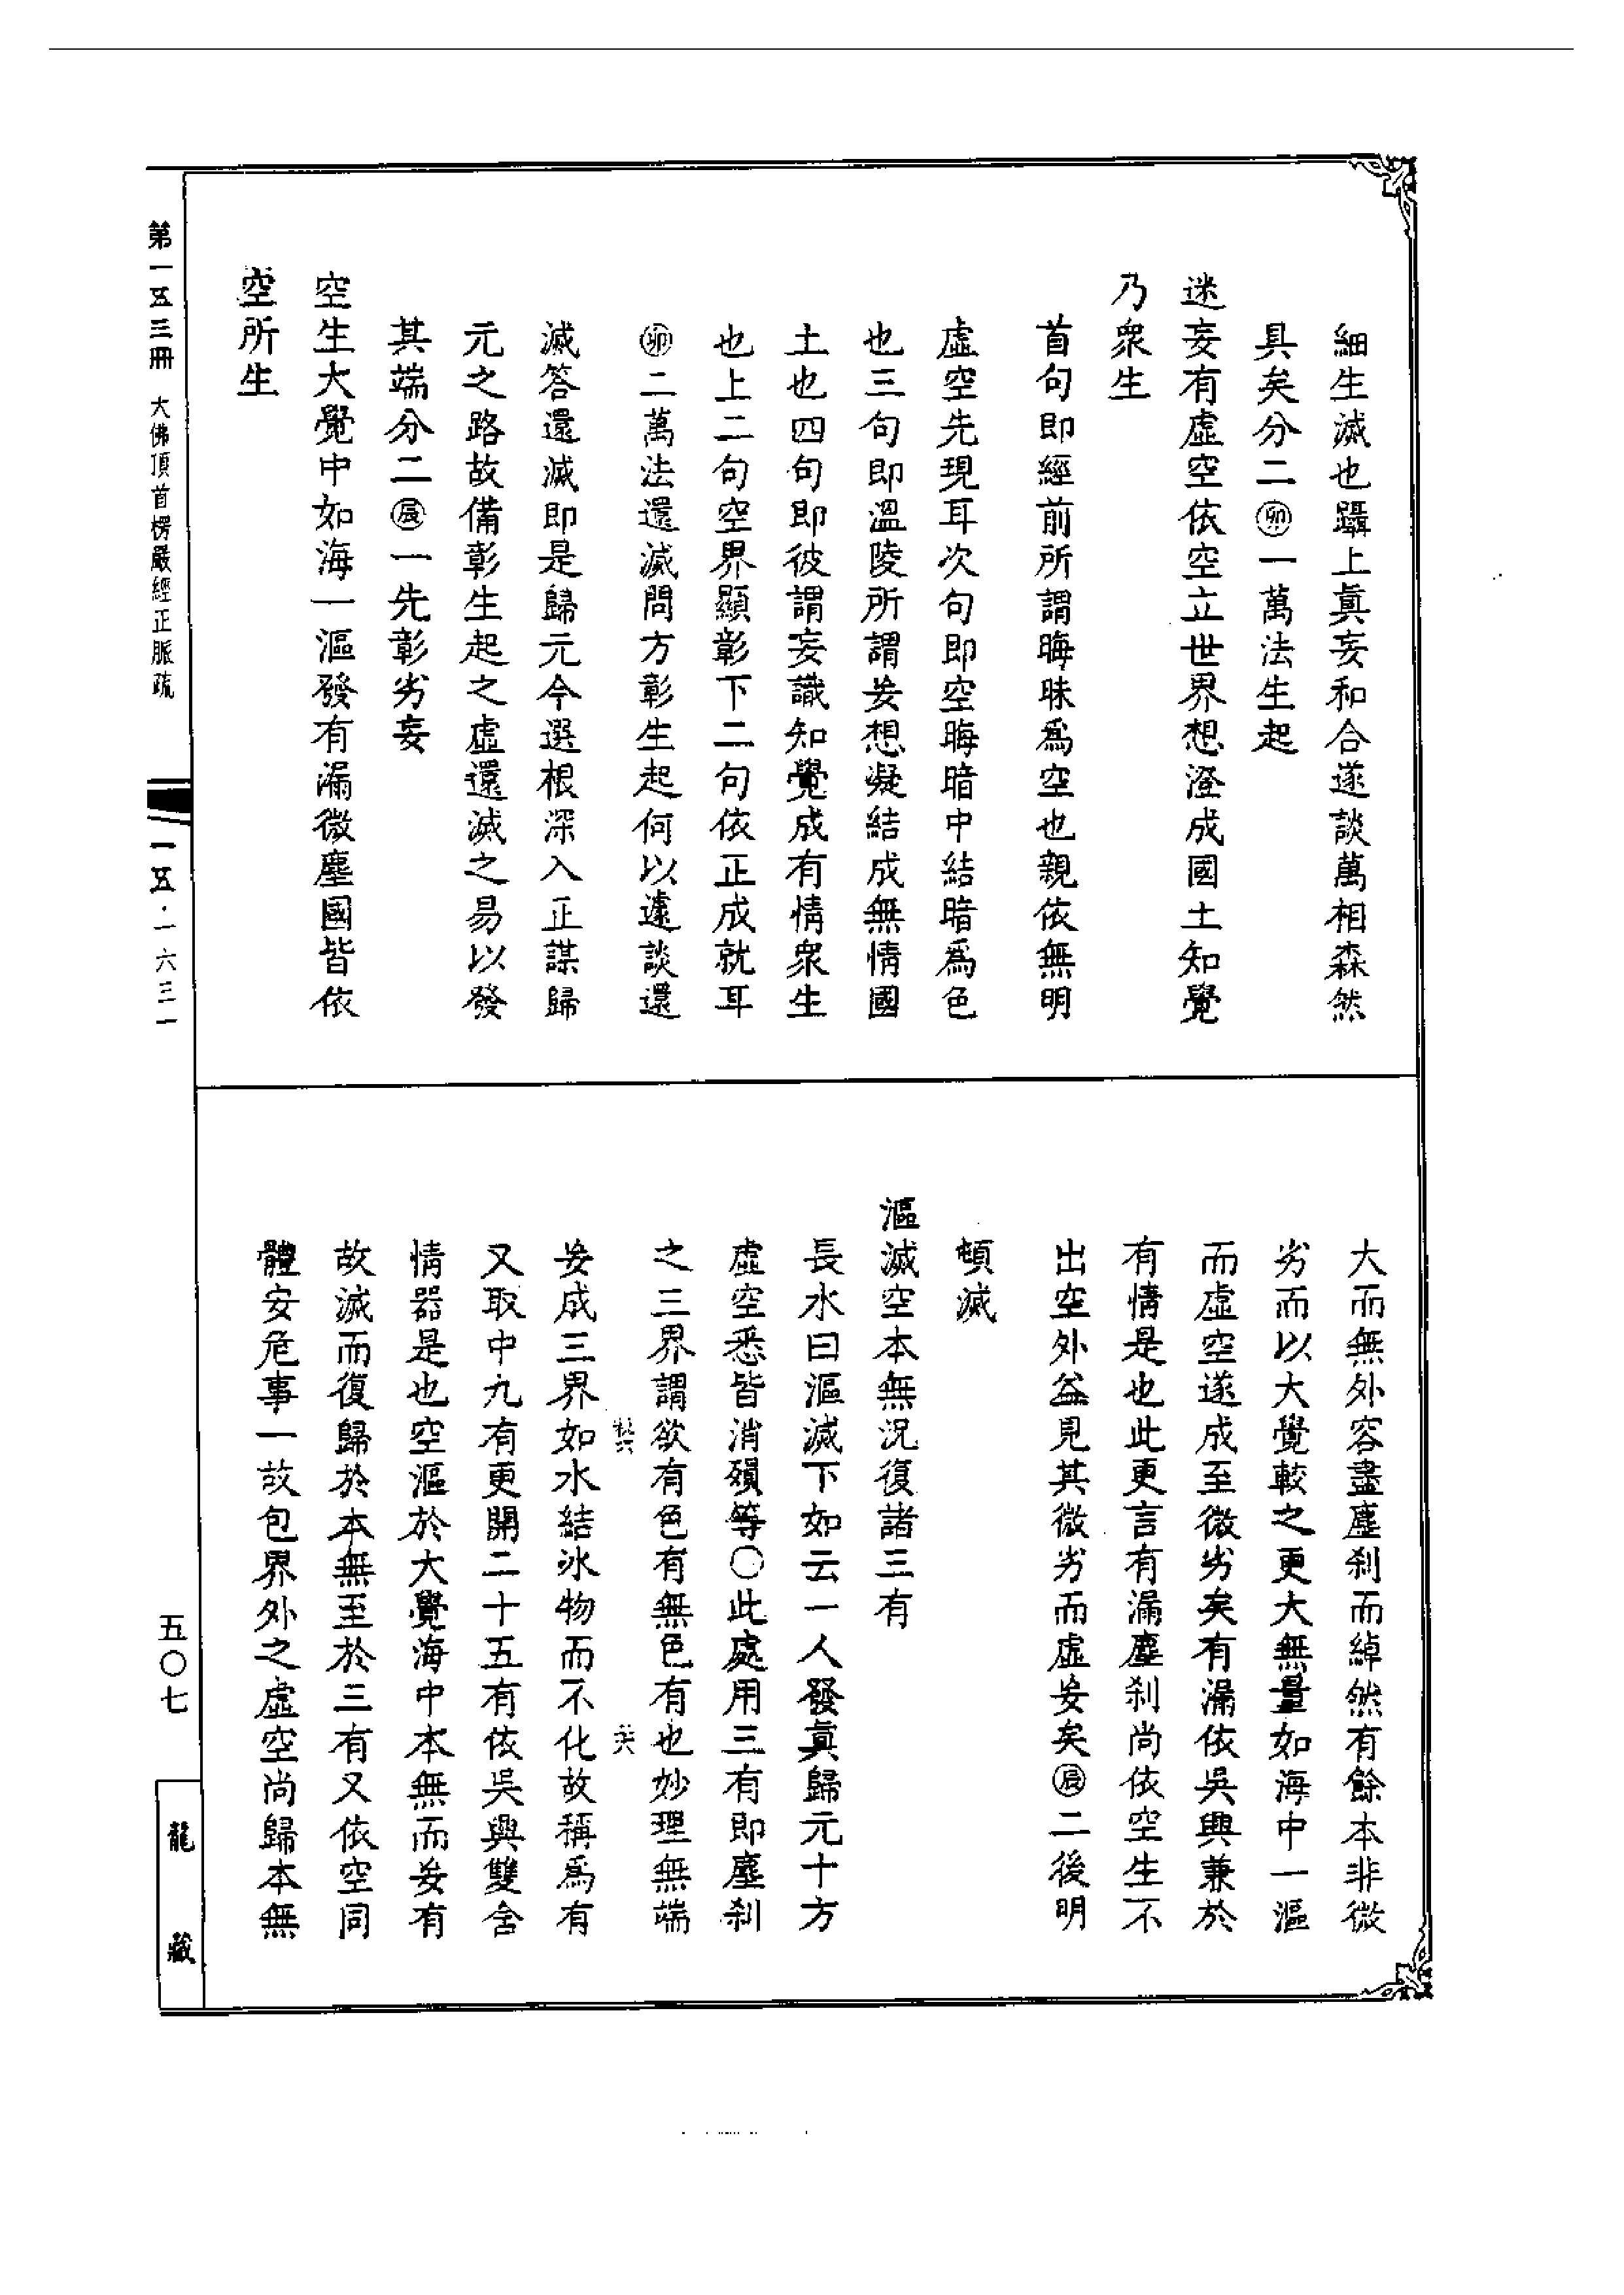 細生滅也躡上眞妄和合遂談萬相森然
具矣分二㊞一萬法生起
迷妄有虛空依空立世界想澄成國土知覺
乃衆生
首句即經前所謂晦昧爲空也親依無明
虛空先現耳次句即空晦暗中結暗爲色
也三句即溫陵所謂妄想凝結成無情國
土也四句即彼謂妄識知覺成有情衆生
也上二句空界顯彰下二句依正成就耳
卯二萬法還滅問方彰生起何以遽談還
滅答還滅即是歸元今選根深入正謀歸
元之路故備彰生起之虛還滅之易以發
其端分二辰一先彰劣妄
空生大覺中如海一漚發有漏微塵國皆依
空所生
大而無外容盡塵刹而綽然有餘本非微
劣而以大覺較之更大無量如海中一漚
而虛空遂成至微劣矣有漏依吳興兼於
有情是也此更言有漏塵刹尚依空生不
出空外益見其微劣而虛妄矣辰二後明
頓滅
漚滅空本無況復諸三有
長水曰漚滅下如云一人發眞歸元十方
虛空悉皆消殞等〇此處用三有即塵刹
之三界謂欲有色有無色有也妙理無端
妄成三界如水結氷物而不化故稱爲有
又取中九有更開二十五有依吳興雙含
情器是也空漚於大覺海中本無而妄有
故滅而復歸於本無至於三有又依空同
體安危事一故包界外之虛空尚歸本無
第一五三冊 大佛頂首楞嚴經正脈疏
一五·一六三一
五〇七
龍藏